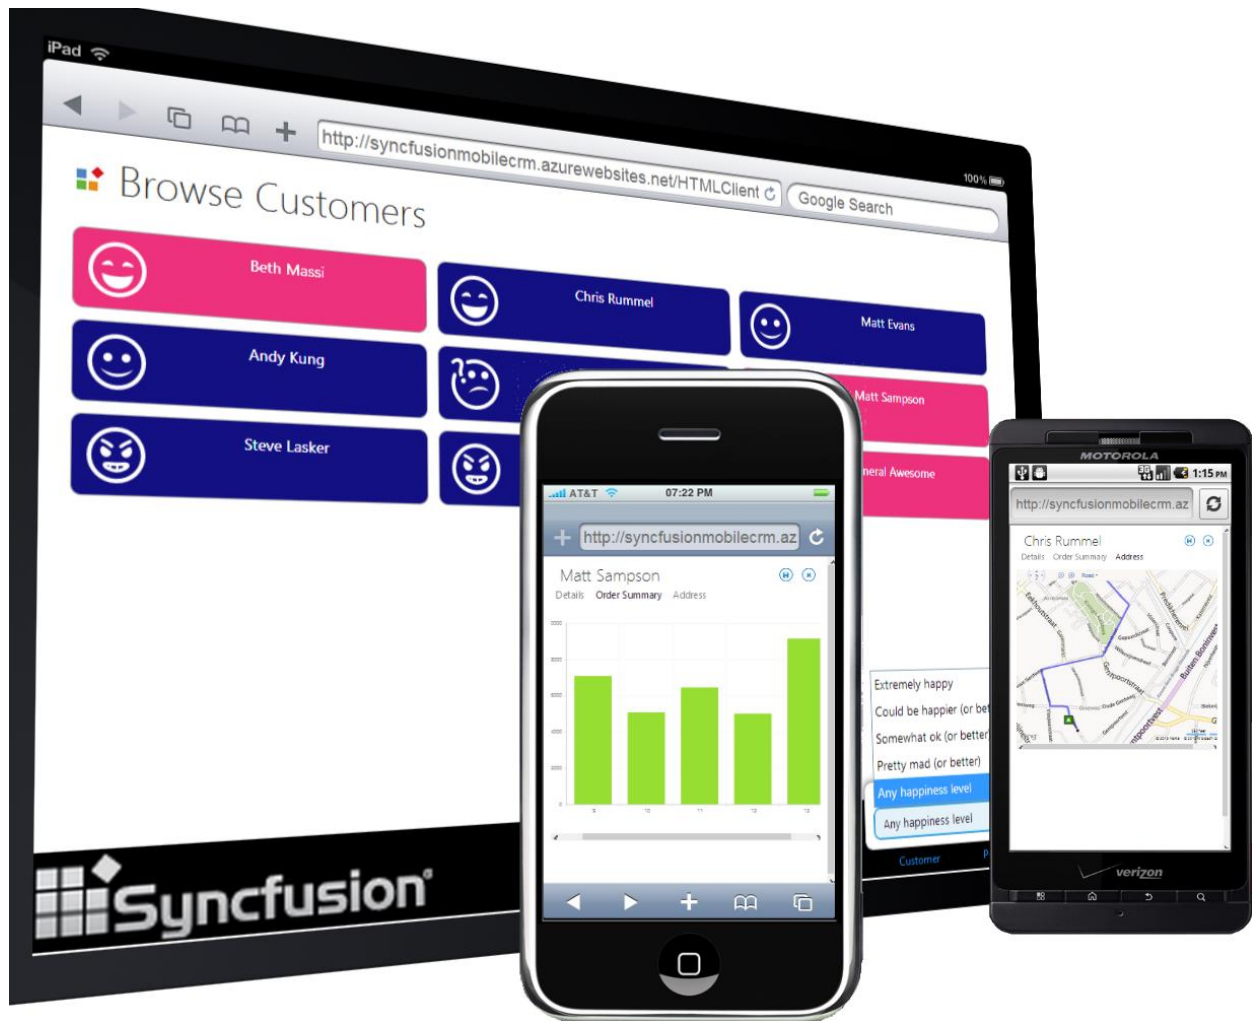 iPad
100%
http://syncfusionmobilecrm.azurewebsites.net/HTMLClient
Google Search
Browse Customers
Beth Massi
Chris Rummel
Matt Evans
Andy Kung
Matt Sampson
Steve Lasker
Awesome
Extremely happy
Could be happier (or
Somewhat ok (or better)
Pretty mad (or better)
Any happiness level
Any happiness level
Customer
Syncfusion
AT&T 07:22 PM
http://syncfusionmobilecrm.az
Matt Sampson
Details Order Summary Address
0
MOTOROLA
3G 1:15 PM
http://syncfusionmobilecrm.az
Chris Rummel
Details Order Summary Address
Road
verizon